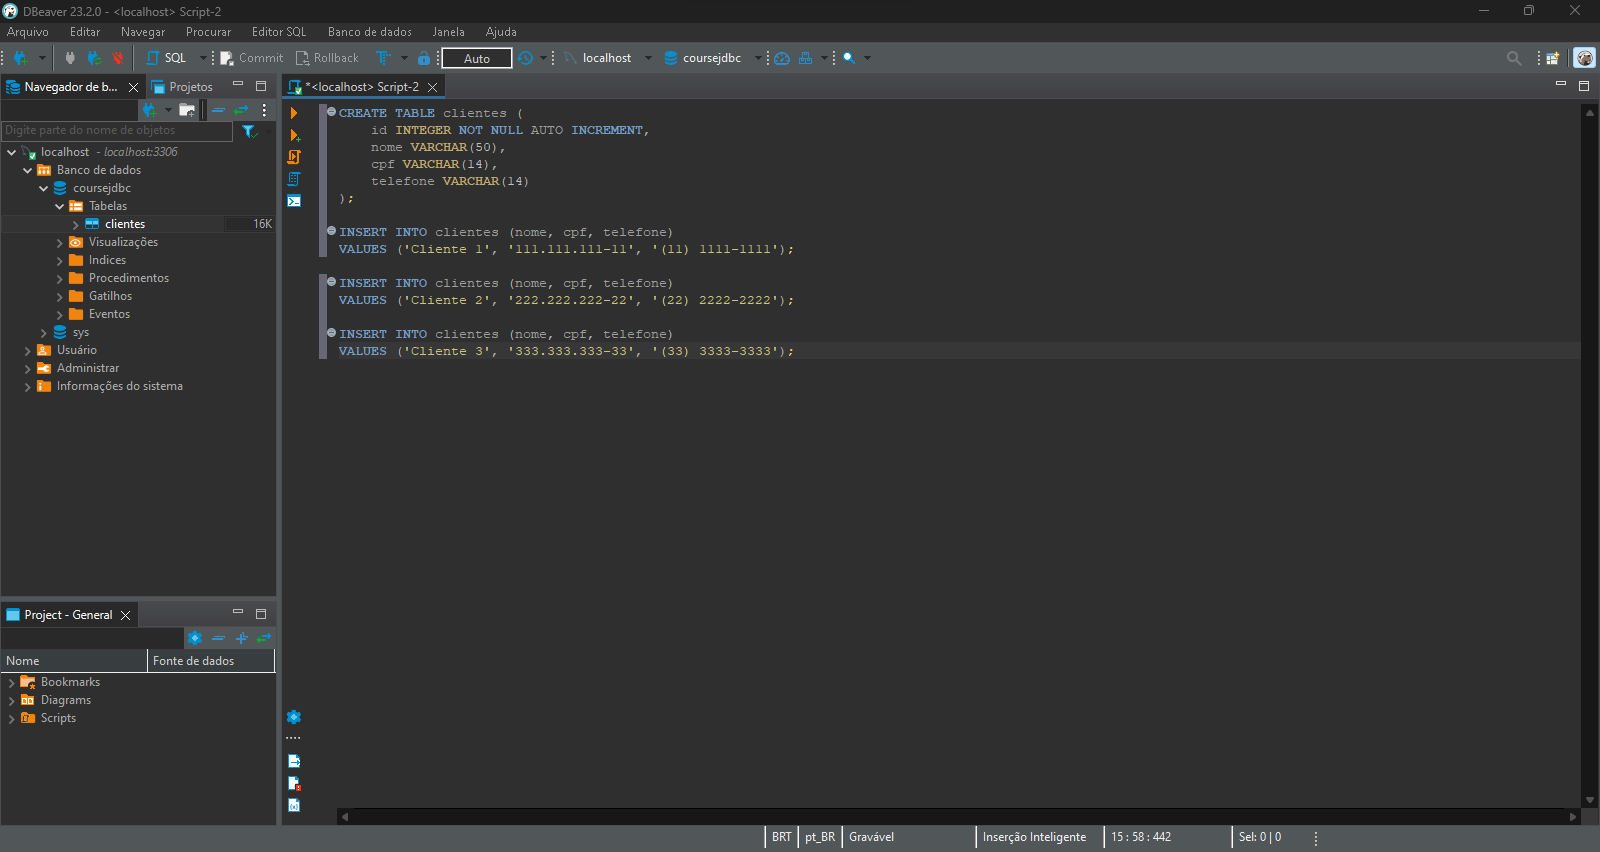 DBeaver 23.2.0 - <localhost> Script-2
Arquivo Editar Navegar Procurar Editor SQL Banco de dados Janela Ajuda
SQL Commit Rollback Auto localhost coursejdbc
Navegador de b... Projetos
*<localhost> Script-2
Digite parte do nome de objetos
localhost - localhost:3306
Banco de dados
coursejdbc
Tabelas
clientes 16K
Visualizações
Indices
Procedimentos
Gatilhos
Eventos
sys
Usuário
Administrar
Informações do sistema
CREATE TABLE clientes (
id INTEGER NOT NULL AUTO INCREMENT,
nome VARCHAR(50),
cpf VARCHAR(14),
telefone VARCHAR(14)
);
INSERT INTO clientes (nome, cpf, telefone)
VALUES ('Cliente 1', '111.111.111-11', '(11) 1111-1111');
INSERT INTO clientes (nome, cpf, telefone)
VALUES ('Cliente 2', '222.222.222-22', '(22) 2222-2222');
INSERT INTO clientes (nome, cpf, telefone)
VALUES ('Cliente 3', '333.333.333-33', '(33) 3333-3333');
Project - General
Nome Fonte de dados
Bookmarks
Diagrams
Scripts
BRT pt_BR Gravável Inserção Inteligente 15 : 58 : 442 Sel: 0 | 0